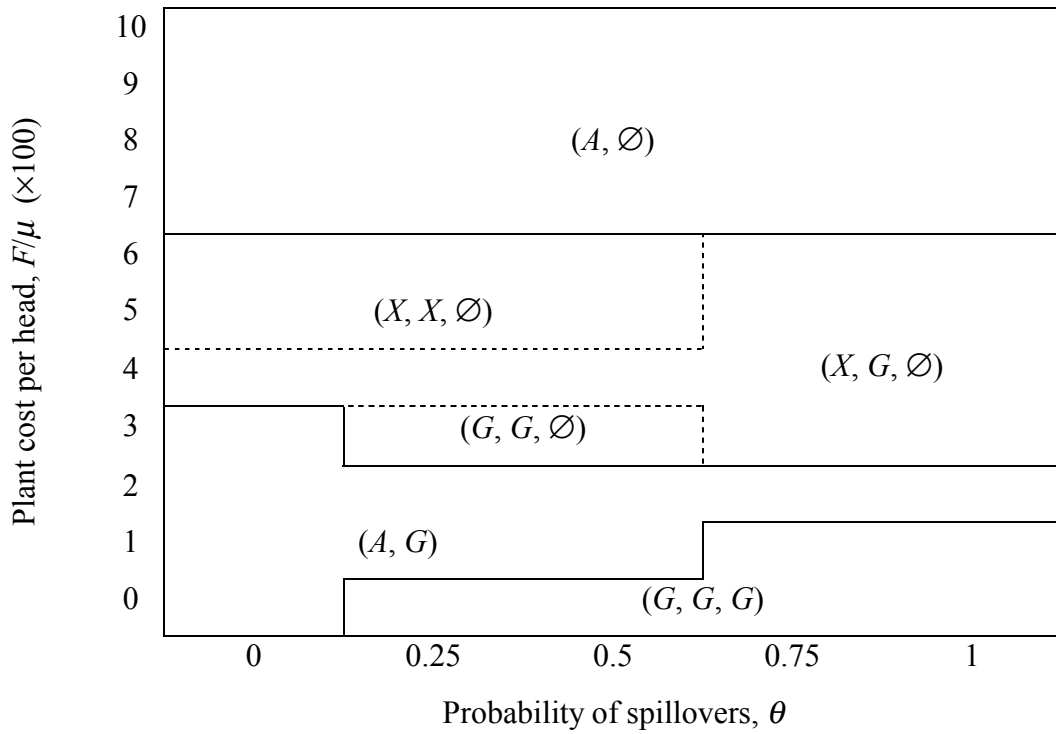 Plant cost per head, F/μ (×100)
10
9
8
7
6
5
4
3
2
1
0
(A, ∅)
(X, X, ∅)
(X, G, ∅)
(G, G, ∅)
(A, G)
(G, G, G)
0 0.25 0.5 0.75 1
Probability of spillovers, θ